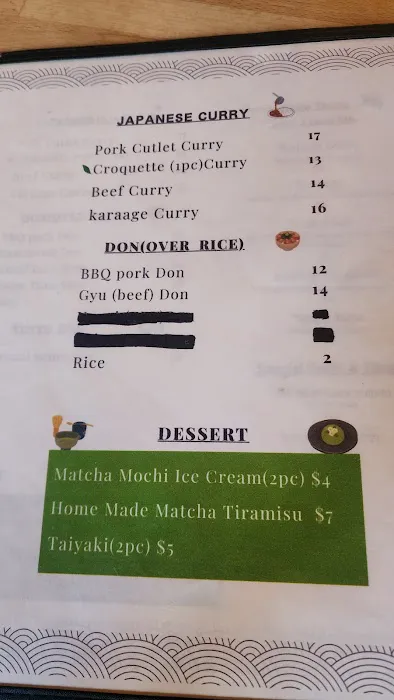 JAPANESE CURRY
Pork Cutlet Curry 17
Croquette (1pc)Curry 13
Beef Curry 14
karaage Curry 16
DON(OVER RICE)
BBQ pork Don 12
Gyu (beef) Don 14
Rice 2
DESSERT
Matcha Mochi Ice Cream(2pc) $4
Home Made Matcha Tiramisu $7
Taiyaki(2pc) $5